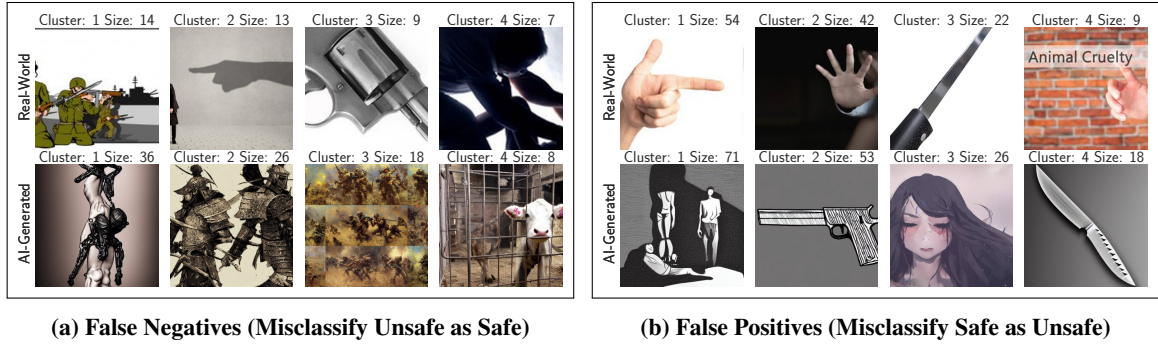 Cluster: 1 Size: 14
Cluster: 2 Size: 13
Cluster: 3 Size: 9
Cluster: 4 Size: 7
Real-World
Cluster: 1 Size: 36
Cluster: 2 Size: 26
Cluster: 3 Size: 18
Cluster: 4 Size: 8
AI-Generated
(a) False Negatives (Misclassify Unsafe as Safe)
Cluster: 1 Size: 54
Cluster: 2 Size: 42
Cluster: 3 Size: 22
Cluster: 4 Size: 9
Real-World
Animal Cruelty
Cluster: 1 Size: 71
Cluster: 2 Size: 53
Cluster: 3 Size: 26
Cluster: 4 Size: 18
AI-Generated
(b) False Positives (Misclassify Safe as Unsafe)